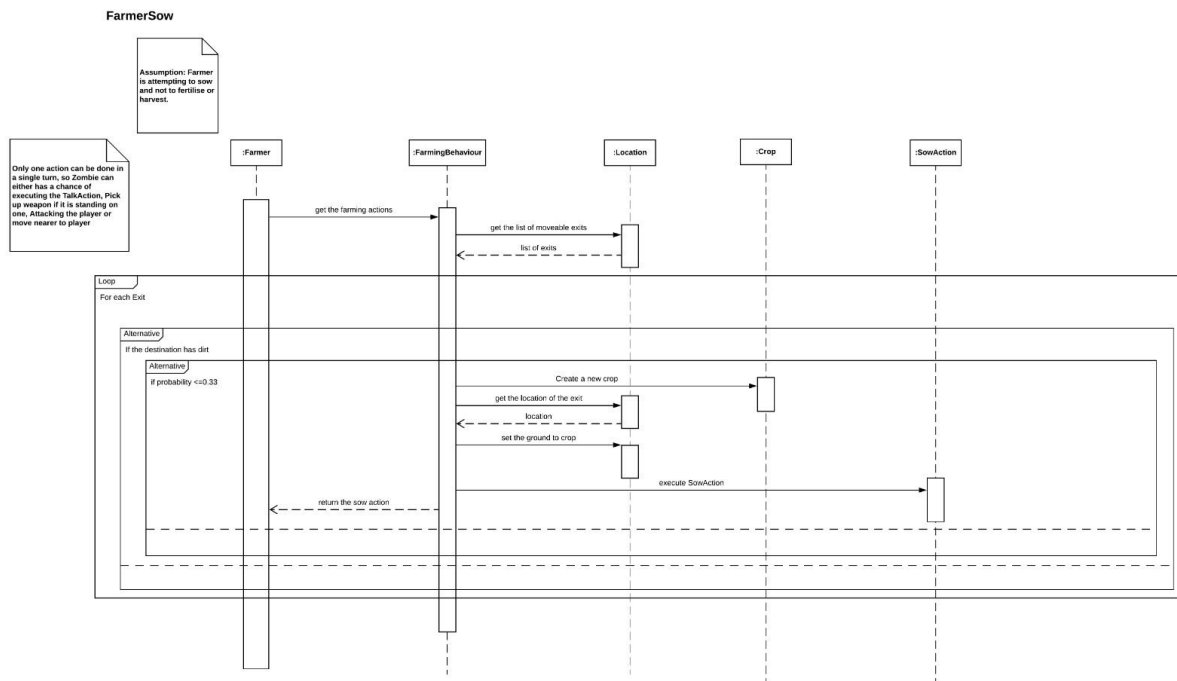 FarmerSow
Assumption: Farmer
is attempting to sow
and not to fertilise or
harvest.
Only one action can be done in
a single turn, so Zombie can
either has a chance of
executing the TalkAction, Pick
up weapon if it is standing on
one, Attacking the player or
move nearer to player
:Farmer
:FarmingBehaviour
:Location
:Crop
:SowAction
get the farming actions
get the list of moveable exits
list of exits
Loop
For each Exit
Alternative
If the destination has dirt
Alternative
if probability <=0.33
Create a new crop
get the location of the exit
location
set the ground to crop
execute SowAction
return the sow action